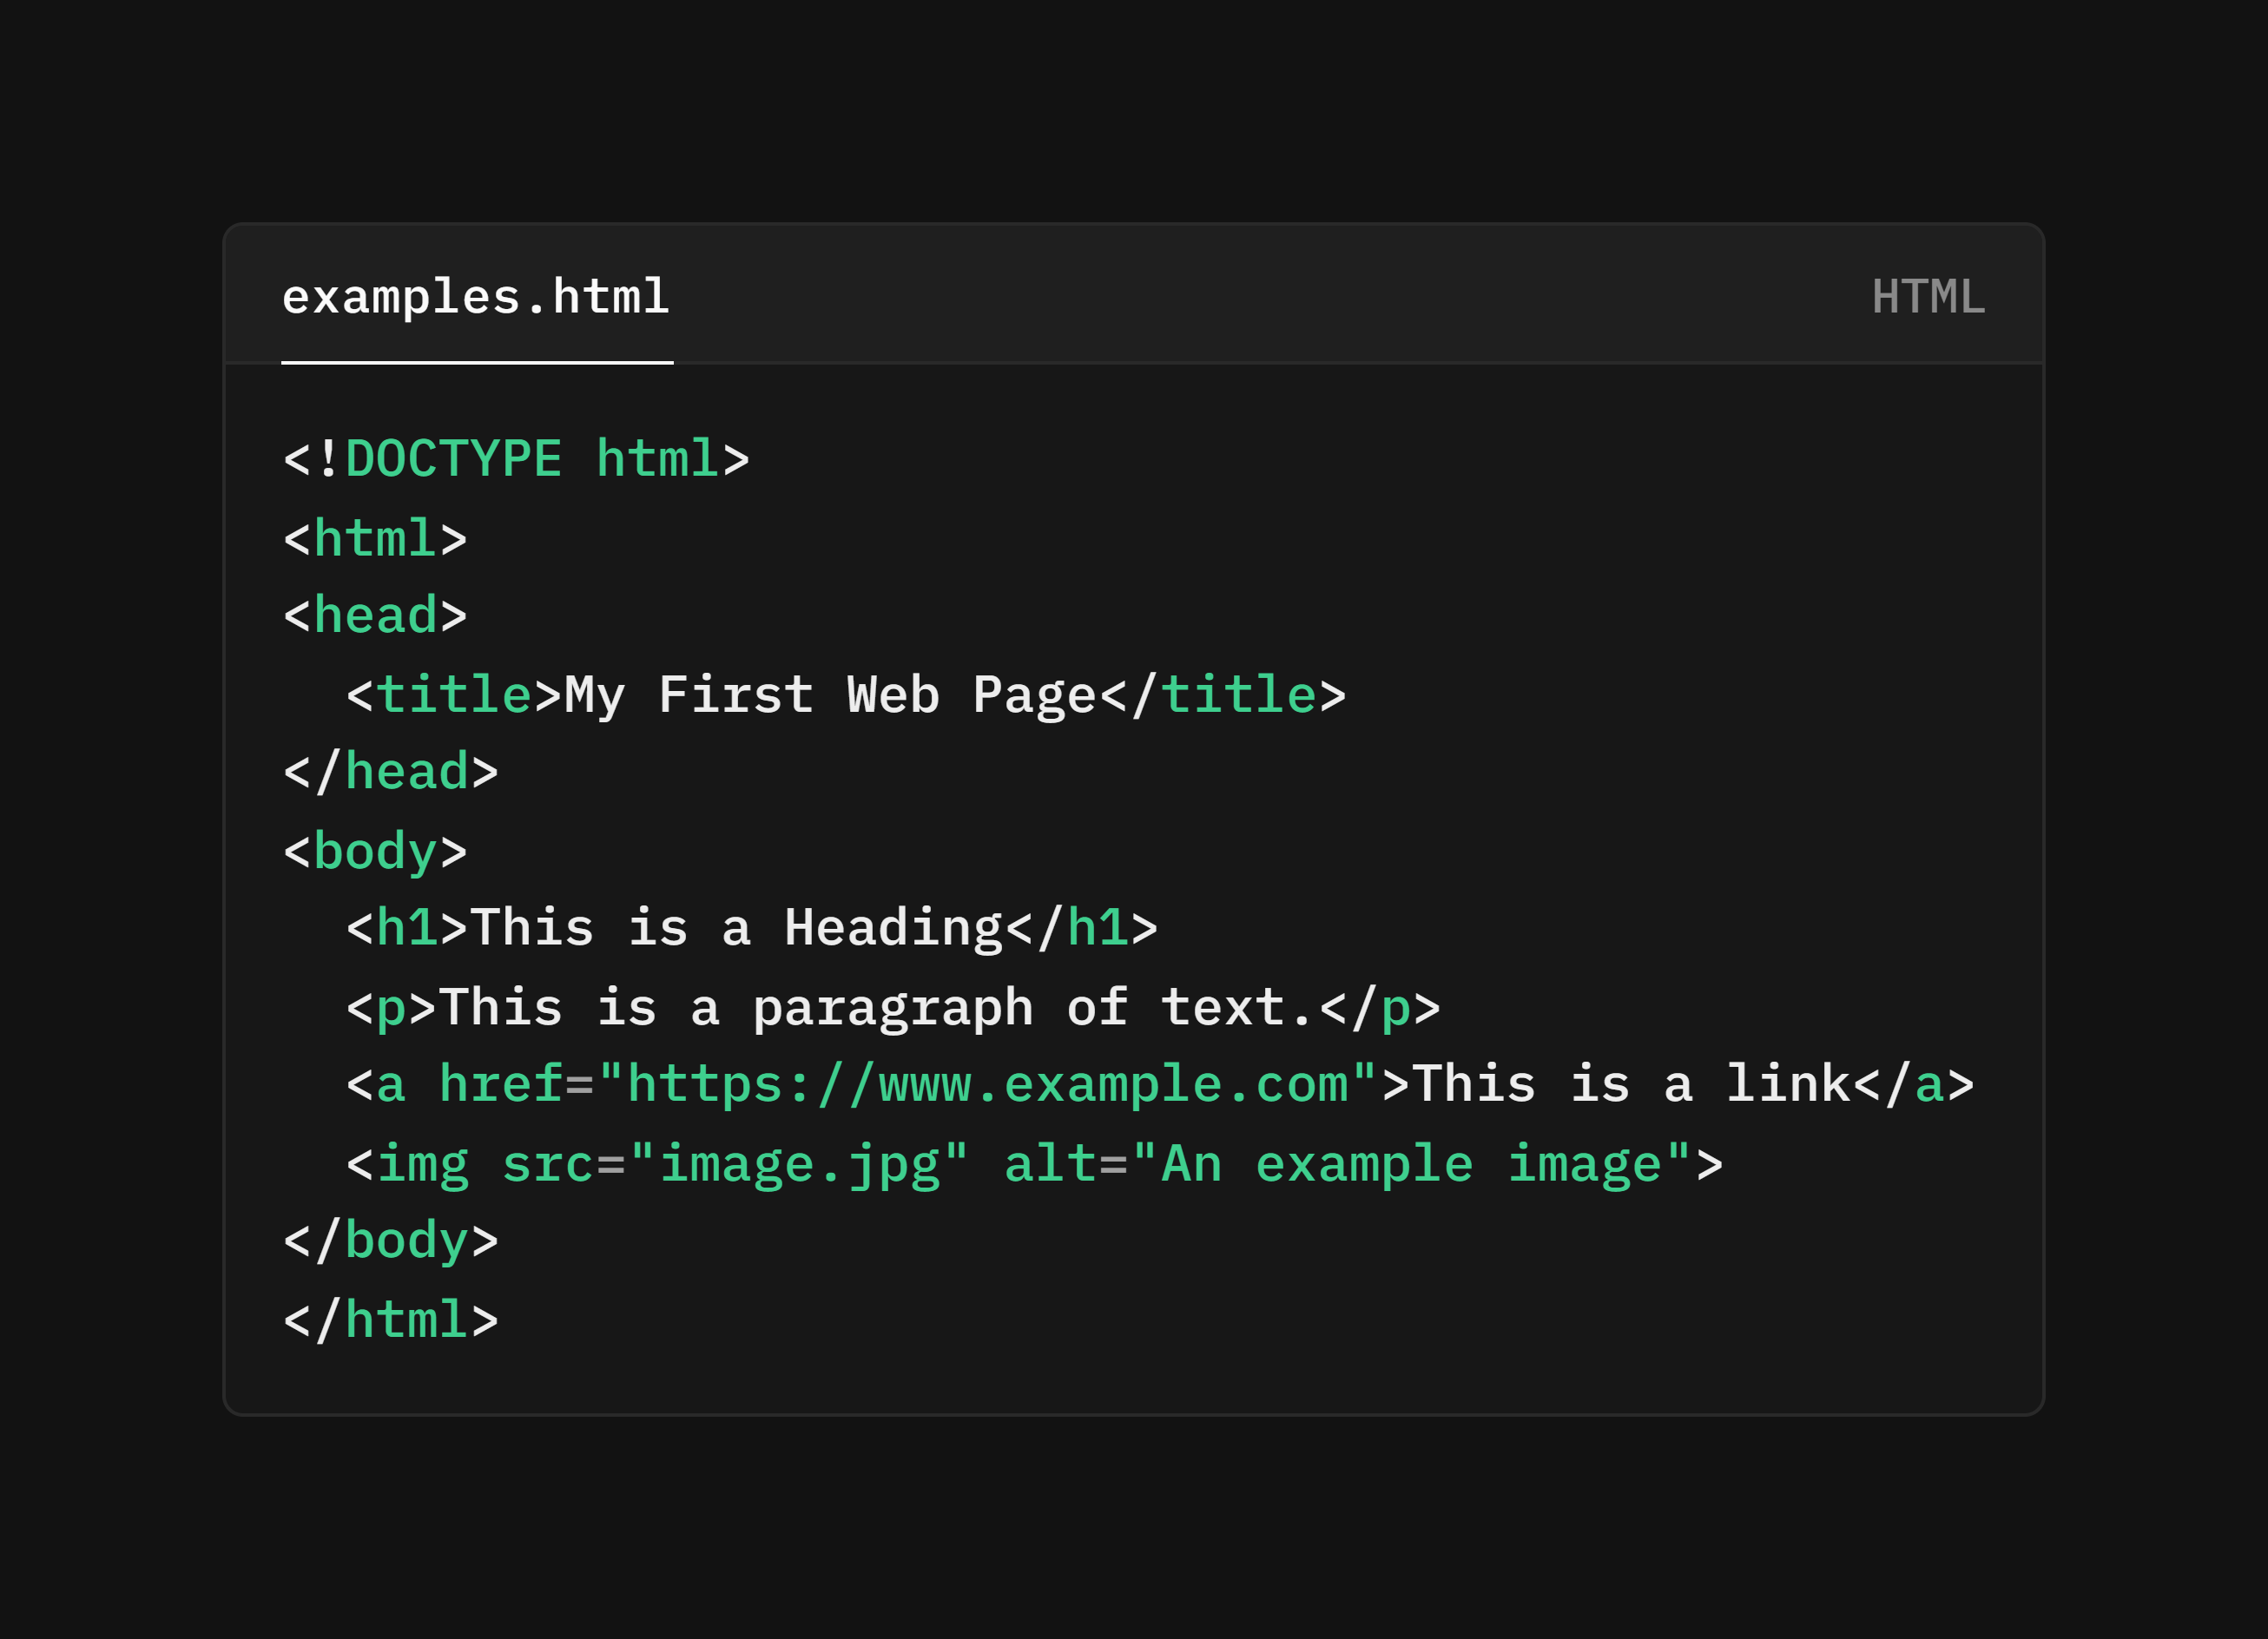 examples.html
HTML
<!DOCTYPE html>
<html>
<head>
  <title>My First Web Page</title>
</head>
<body>
  <h1>This is a Heading</h1>
  <p>This is a paragraph of text.</p>
  <a href="https://www.example.com">This is a link</a>
  <img src="image.jpg" alt="An example image">
</body>
</html>